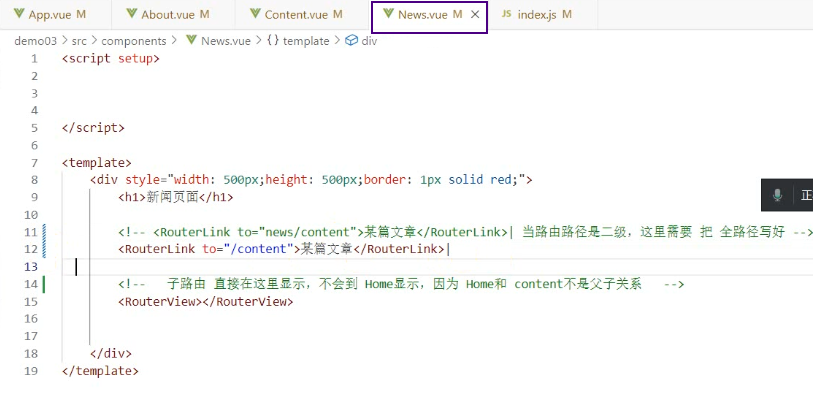 App.vue M
About.vue M
Content.vue M
News.vue M
JS index.js M
demo03 > src > components > News.vue > {} template > div
1 <script setup>
2
3
4
5 </script>
6
7 <template>
8 <div style="width: 500px;height: 500px;border: 1px solid red;">
9 <h1>新闻页面</h1>
10
11 <!-- <RouterLink to="news/content">某篇文章</RouterLink>| 当路由路径是二级，这里需要 把 全路径写好 -->
12 <RouterLink to="/content">某篇文章</RouterLink>|
13
14 <!-- 子路由 直接在这里显示，不会到 Home显示，因为 Home和 content不是父子关系 -->
15 <RouterView></RouterView>
16
17
18 </div>
19 </template>
正